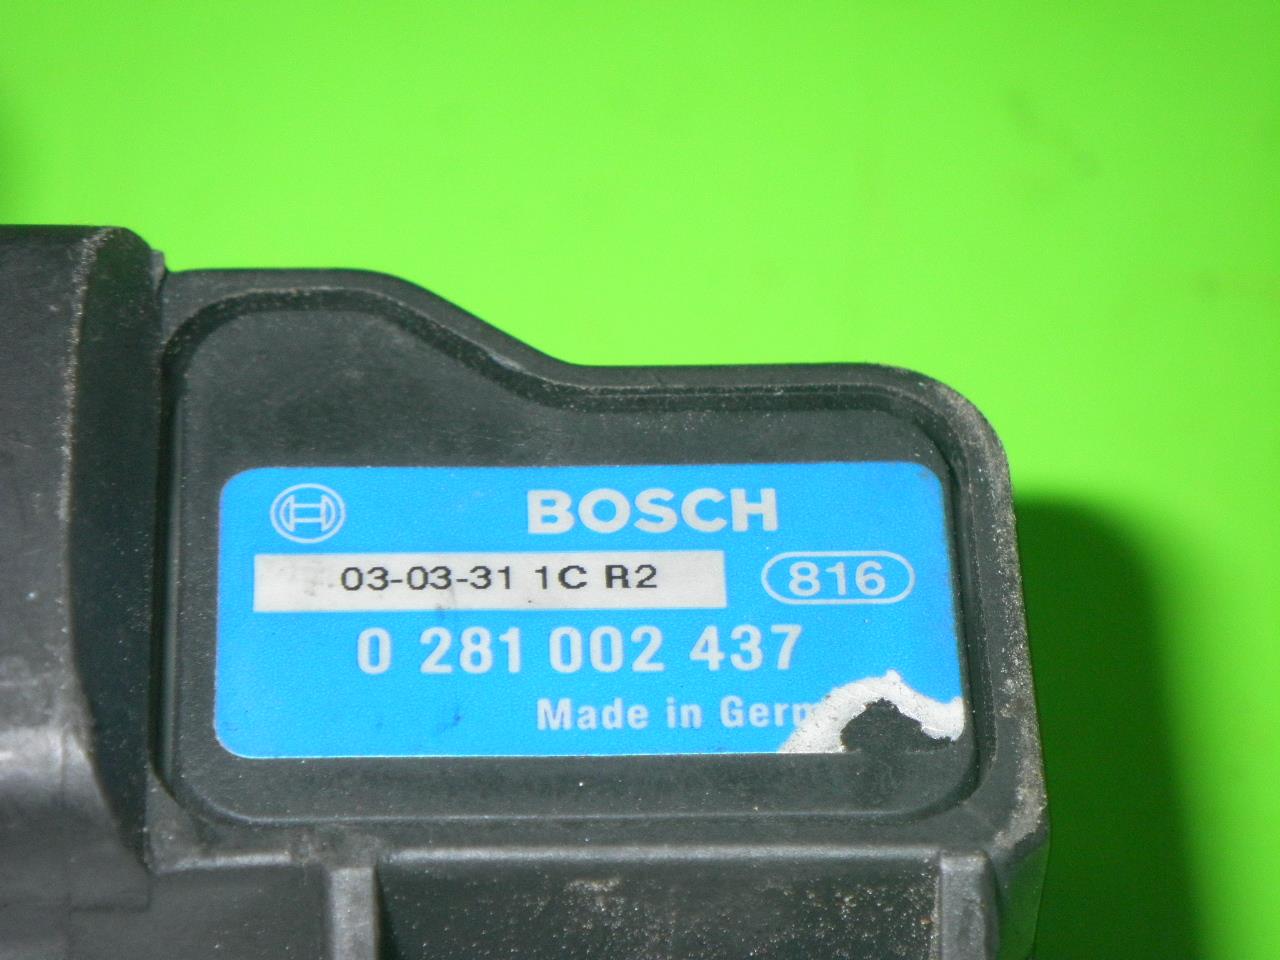 BOSCH
03-03-31 1C R2
816
0 281 002 437
Made in Germ